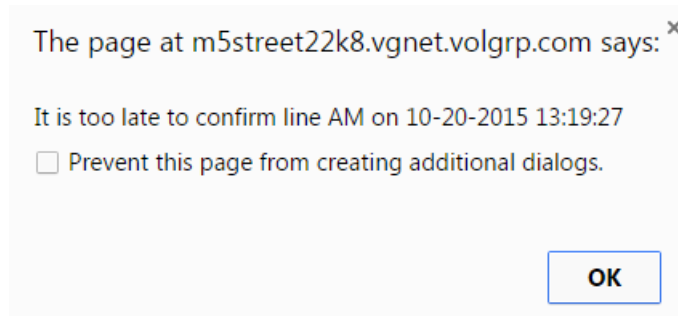 The page at m5street22k8.vgnet.volgrp.com says:
It is too late to confirm line AM on 10-20-2015 13:19:27
Prevent this page from creating additional dialogs.
OK